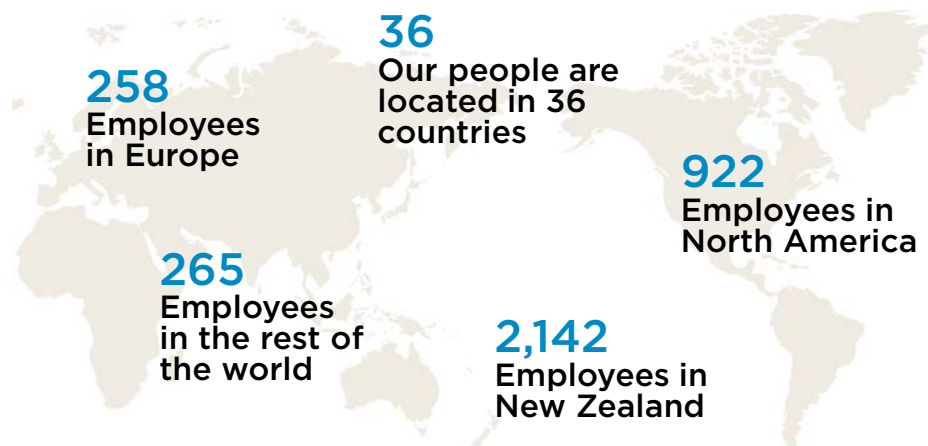 36
Our people are
located in 36
countries
258
Employees
in Europe
922
Employees in
North America
265
Employees
in the rest of
the world
2,142
Employees in
New Zealand